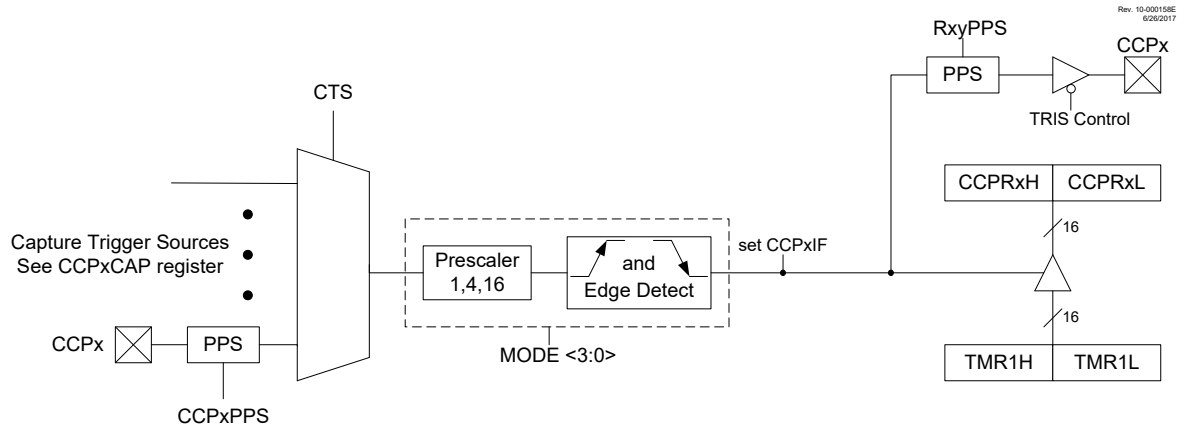 Rev. 10-000158E
6/26/2017
RxyPPS
CCPx
PPS
TRIS Control
CTS
CCPRxH
CCPRxL
16
Capture Trigger Sources
See CCPxCAP register
Prescaler
1,4,16
and
Edge Detect
set CCPxIF
16
CCPx
PPS
MODE <3:0>
TMR1H
TMR1L
CCPxPPS